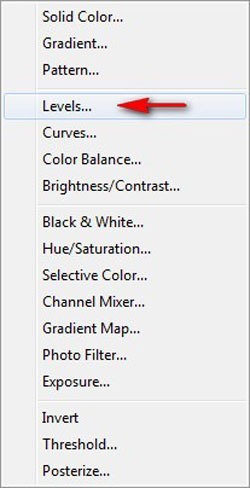 Solid Color...
Gradient...
Pattern...
Levels...
Curves...
Color Balance...
Brightness/Contrast...
Black & White...
Hue/Saturation...
Selective Color...
Channel Mixer...
Gradient Map...
Photo Filter...
Exposure...
Invert
Threshold...
Posterize...